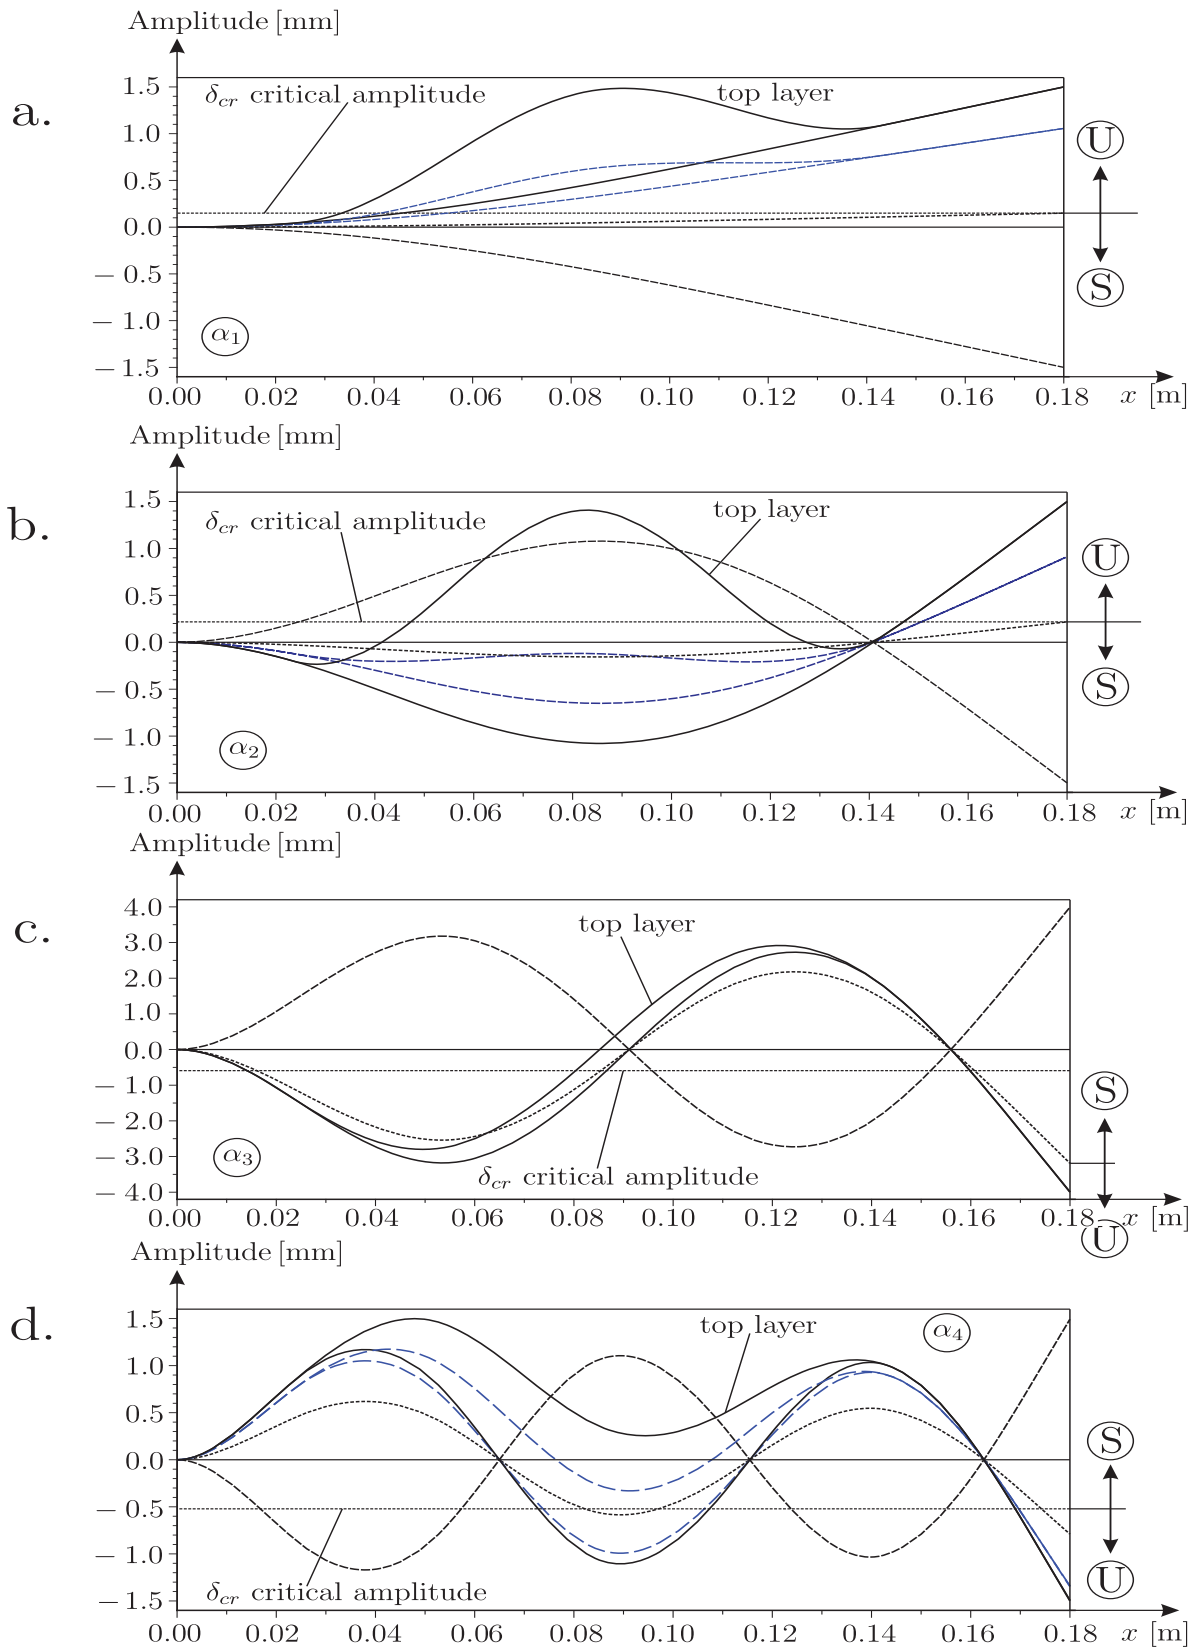 Amplitude [mm]
a.
1.5
δcr critical amplitude
top layer
1.0
U
0.5
0.0
− 0.5
S
− 1.0
α1
− 1.5
0.00 0.02 0.04 0.06 0.08 0.10 0.12 0.14 0.16 0.18 x [m]
Amplitude [mm]
b.
1.5
δcr critical amplitude
top layer
1.0
U
0.5
0.0
− 0.5
S
− 1.0
α2
− 1.5
0.00 0.02 0.04 0.06 0.08 0.10 0.12 0.14 0.16 0.18 x [m]
Amplitude [mm]
c.
4.0
top layer
3.0
2.0
1.0
0.0
− 1.0
S
− 2.0
− 3.0
α3
δcr critical amplitude
− 4.0
0.00 0.02 0.04 0.06 0.08 0.10 0.12 0.14 0.16 0.18 x [m]
U
Amplitude [mm]
d.
1.5
top layer
α4
1.0
0.5
S
0.0
− 0.5
− 1.0
U
δcr critical amplitude
− 1.5
0.00 0.02 0.04 0.06 0.08 0.10 0.12 0.14 0.16 0.18 x [m]